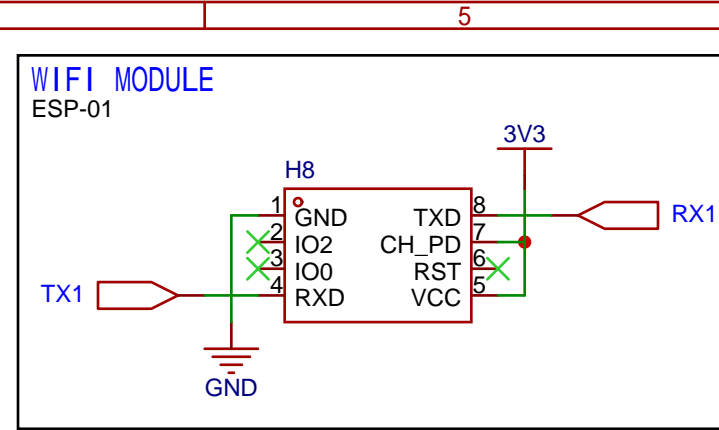 5
WIFI MODULE
ESP-01
3V3
H8
1 GND TXD 8
2 IO2 CH_PD 7
3 IO0 RST 6
4 RXD VCC 5
TX1
RX1
GND